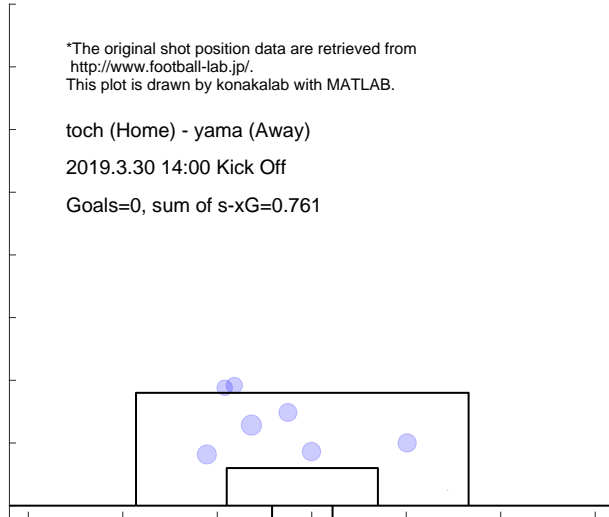 *The original shot position data are retrieved from
http://www.football-lab.jp/.
This plot is drawn by konakalab with MATLAB.
toch (Home) - yama (Away)
2019.3.30 14:00 Kick Off
Goals=0, sum of s-xG=0.761